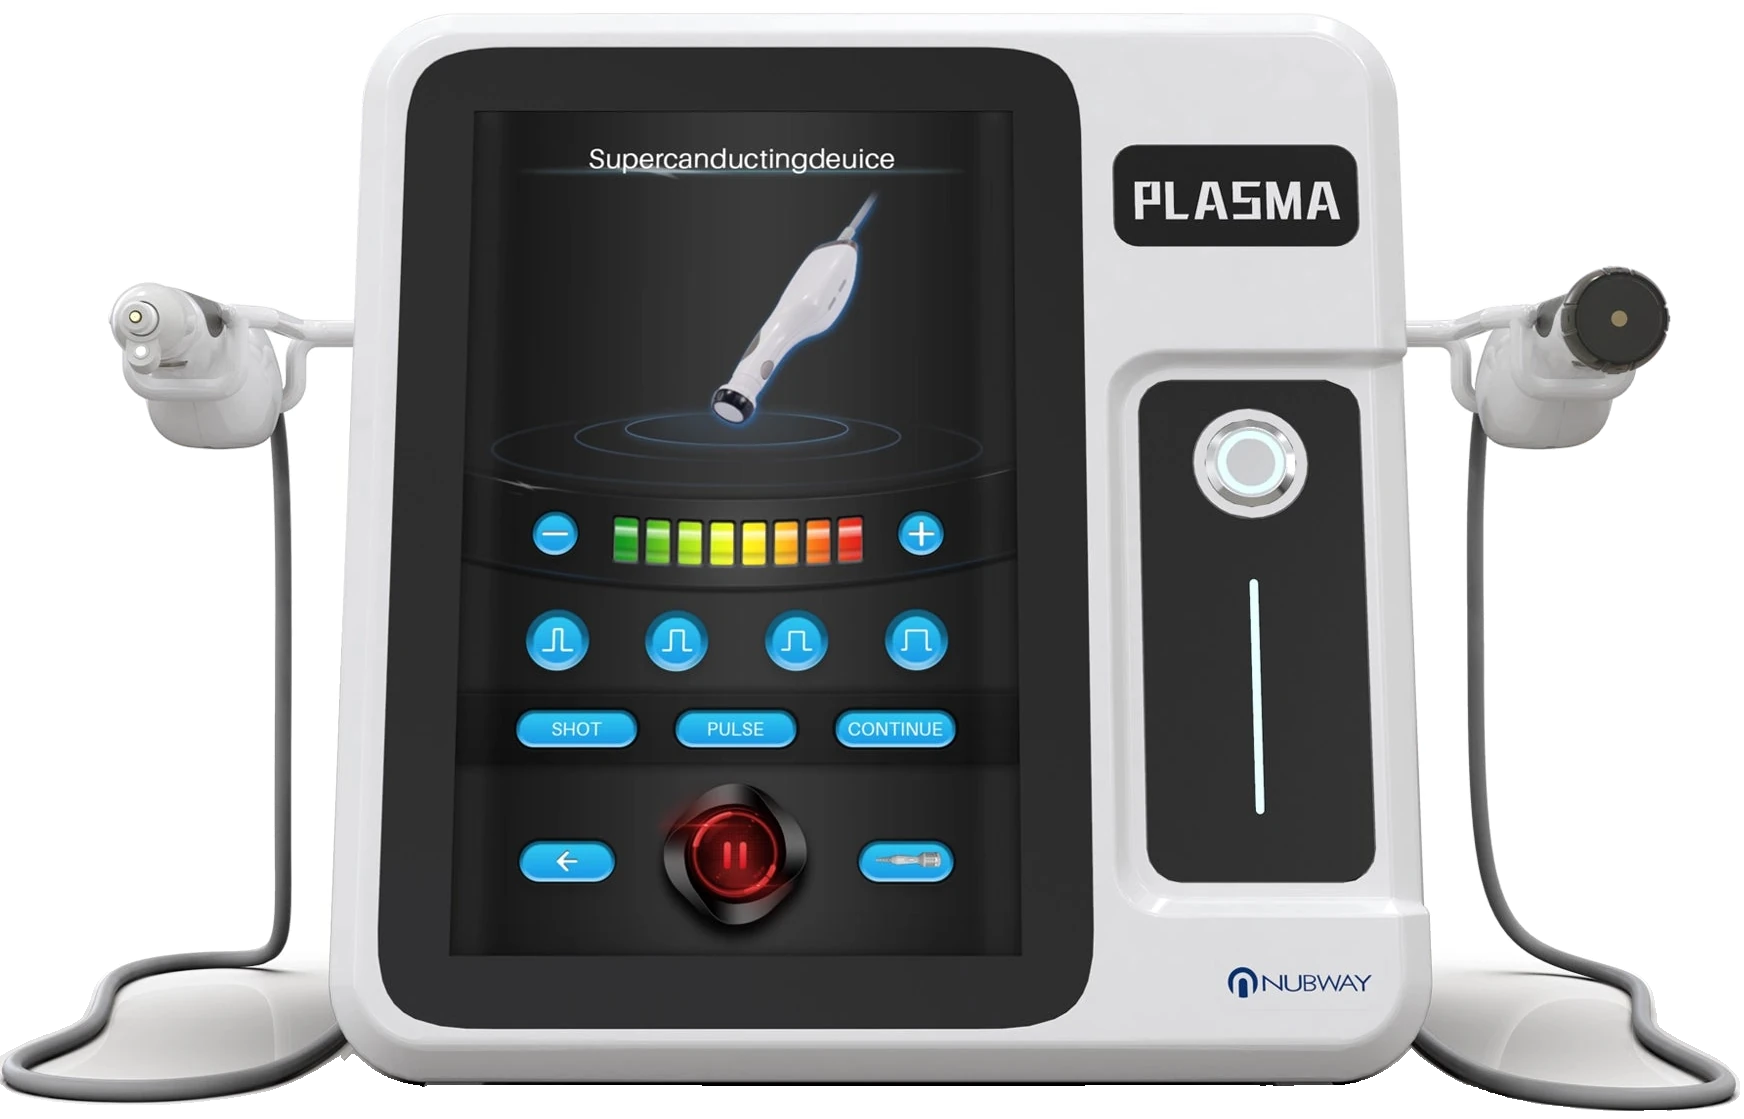 Supercanductingdeuice
PLASMA
SHOT
PULSE
CONTINUE
NUBWAY